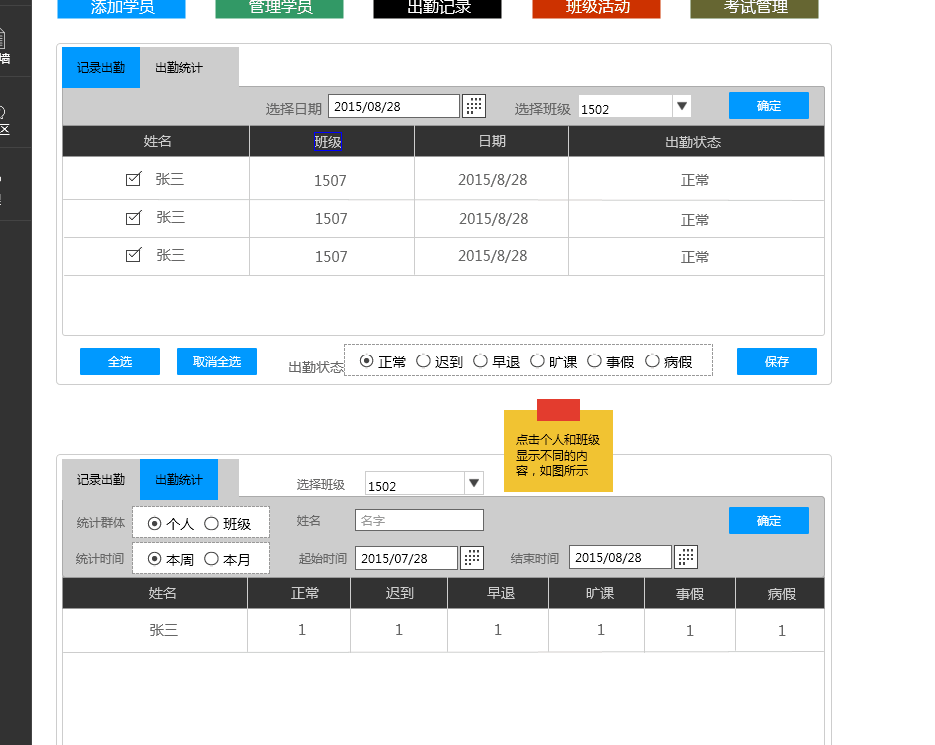 添加学员 管理学员 出勤记录 班级活动 考试管理
墙
区
记录出勤 出勤统计
选择日期 2015/08/28 选择班级 1502 确定
姓名 班级 日期 出勤状态
张三 1507 2015/8/28 正常
张三 1507 2015/8/28 正常
张三 1507 2015/8/28 正常
全选 取消全选 出勤状态 正常 迟到 早退 旷课 事假 病假 保存
点击个人和班级
显示不同的内
容，如图所示
记录出勤 出勤统计 选择班级 1502
统计群体 个人 班级 姓名 名字 确定
统计时间 本周 本月 起始时间 2015/07/28 结束时间 2015/08/28
姓名 正常 迟到 早退 旷课 事假 病假
张三 1 1 1 1 1 1